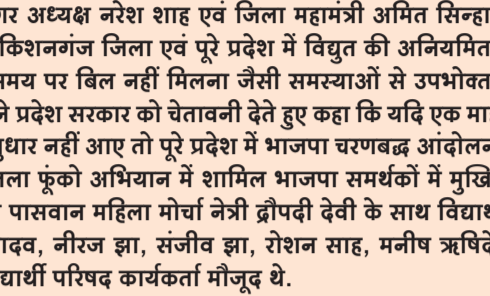 गर अध्यक्ष नरेश शाह एवं जिला महामंत्री अमित सिन्हा
किशनगंज जिला एवं पूरे प्रदेश में विद्युत की अनियमित
समय पर बिल नहीं मिलना जैसी समस्याओं से उपभोक्त
ने प्रदेश सरकार को चेतावनी देते हुए कहा कि यदि एक मा
सुधार नहीं आए तो पूरे प्रदेश में भाजपा चरणबद्ध आंदोलन
तला फूंको अभियान में शामिल भाजपा समर्थकों में मुखि
पासवान महिला मोर्चा नेत्री द्रौपदी देवी के साथ विद्यार्थ
यादव, नीरज झा, संजीव झा, रोशन साह, मनीष ऋषिदे
द्यार्थी परिषद कार्यकर्ता मौजूद थे.